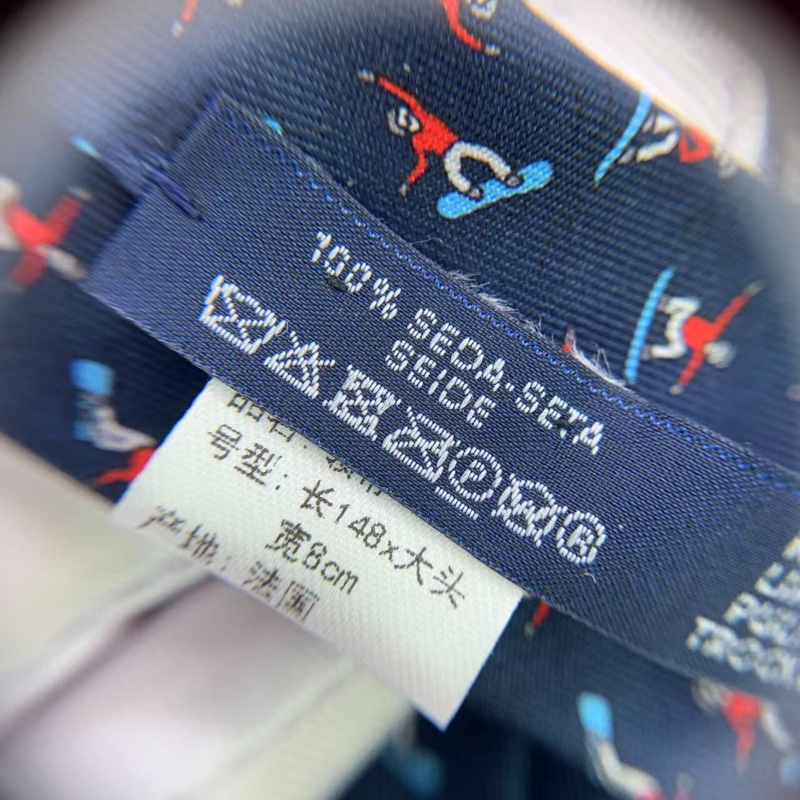 100% SEDA-SETA
SEIDE
P W R
号型: 长148x大头
宽8cm
产地: 法国